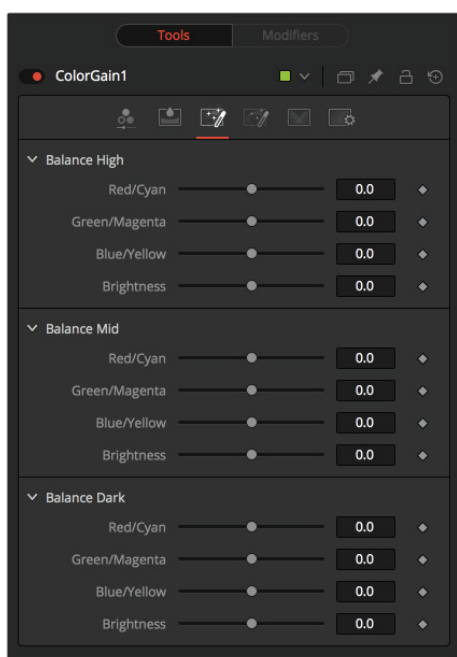 Tools Modifiers
ColorGain1
Balance High
Red/Cyan 0.0
Green/Magenta 0.0
Blue/Yellow 0.0
Brightness 0.0
Balance Mid
Red/Cyan 0.0
Green/Magenta 0.0
Blue/Yellow 0.0
Brightness 0.0
Balance Dark
Red/Cyan 0.0
Green/Magenta 0.0
Blue/Yellow 0.0
Brightness 0.0